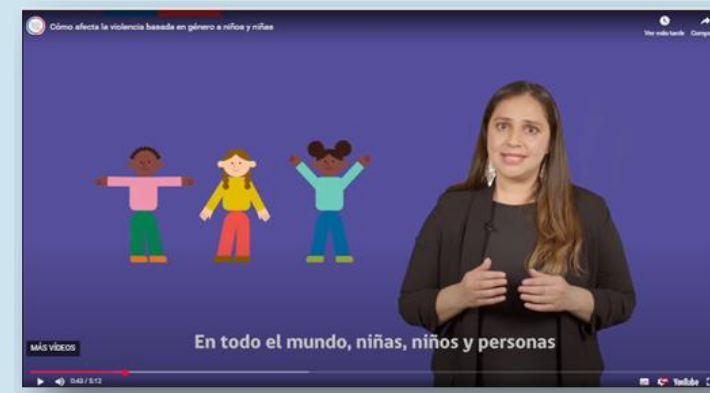 Cómo afecta la violencia basada en género a niños y niñas
Ver más tarde
En todo el mundo, niñas, niños y personas
MÁS VÍDEOS
0:43 / 5:12
YouTube